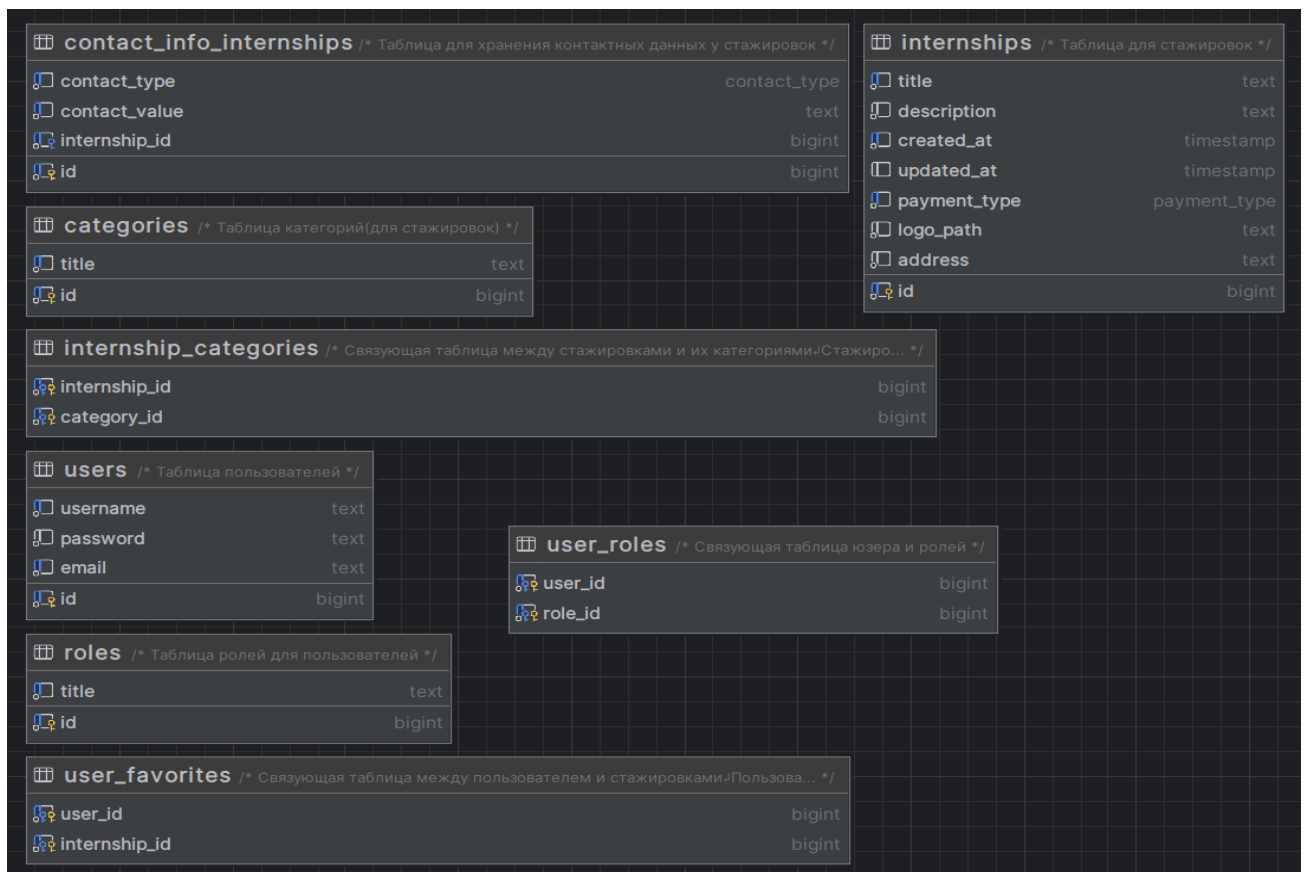 contact_info_internships /* Таблица для хранения контактных данных у стажировок */
contact_type contact_type
contact_value text
internship_id bigint
id bigint
internships /* Таблица для стажировок */
title text
description text
created_at timestamp
updated_at timestamp
payment_type payment_type
logo_path text
address text
id bigint
categories /* Таблица категорий(для стажировок) */
title text
id bigint
internship_categories /* Связующая таблица между стажировками и их категориями↲Стажиро... */
internship_id bigint
category_id bigint
users /* Таблица пользователей */
username text
password text
email text
id bigint
user_roles /* Связующая таблица юзера и ролей */
user_id bigint
role_id bigint
roles /* Таблица ролей для пользователей */
title text
id bigint
user_favorites /* Связующая таблица между пользователем и стажировками↲Пользова... */
user_id bigint
internship_id bigint